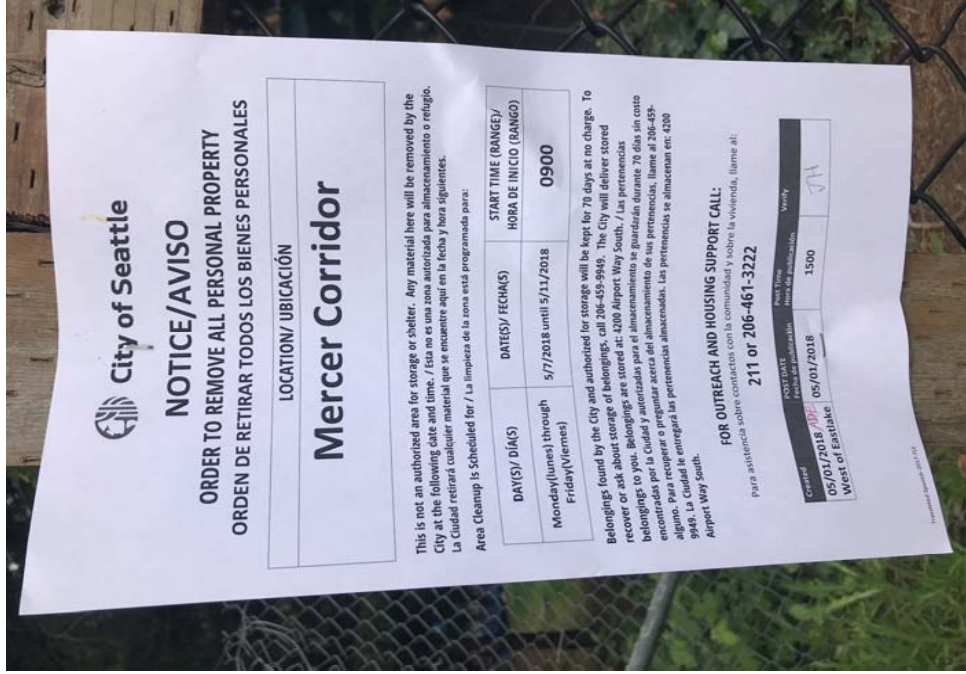 City of Seattle
NOTICE/AVISO
ORDER TO REMOVE ALL PERSONAL PROPERTY
ORDEN DE RETIRAR TODOS LOS BIENES PERSONALES
LOCATION/ UBICACIÓN
Mercer Corridor
This is not an authorized area for storage or shelter. Any material here will be removed by the
City at the following date and time. / Esta no es una zona autorizada para almacenamiento o refugio.
La Ciudad retirará cualquier material que se encuentre aquí en la fecha y hora siguientes.
Area Cleanup Is Scheduled for / La limpieza de la zona está programada para:
DAY(S)/ DÍA(S)
DATE(S)/ FECHA(S)
START TIME (RANGE)/
HORA DE INICIO (RANGO)
Monday(lunes) through
Friday(Viernes)
5/7/2018 until 5/11/2018
0900
Belongings found by the City and authorized for storage will be kept for 70 days at no charge. To
recover or ask about storage of belongings, call 206-459-9949. The City will deliver stored
belongings to you. Belongings are stored at: 4200 Airport Way South. / Las pertenencias
encontradas por la Ciudad y autorizadas para el almacenamiento se guardarán durante 70 días sin costo
alguno. Para recuperar o preguntar acerca del almacenamiento de sus pertenencias, llame al 206-459-
9949. La Ciudad le entregará las pertenencias almacenadas. Las pertenencias se almacenan en: 4200
Airport Way South.
FOR OUTREACH AND HOUSING SUPPORT CALL:
Para asistencia sobre contactos con la comunidad y sobre la vivienda, llame al:
211 or 206-461-3222
Created
POST DATE
Fecha de publicación
Post Time
Hora de publicación
Verify
05/01/2018
West of Eastlake
05/01/2018
1500
JH